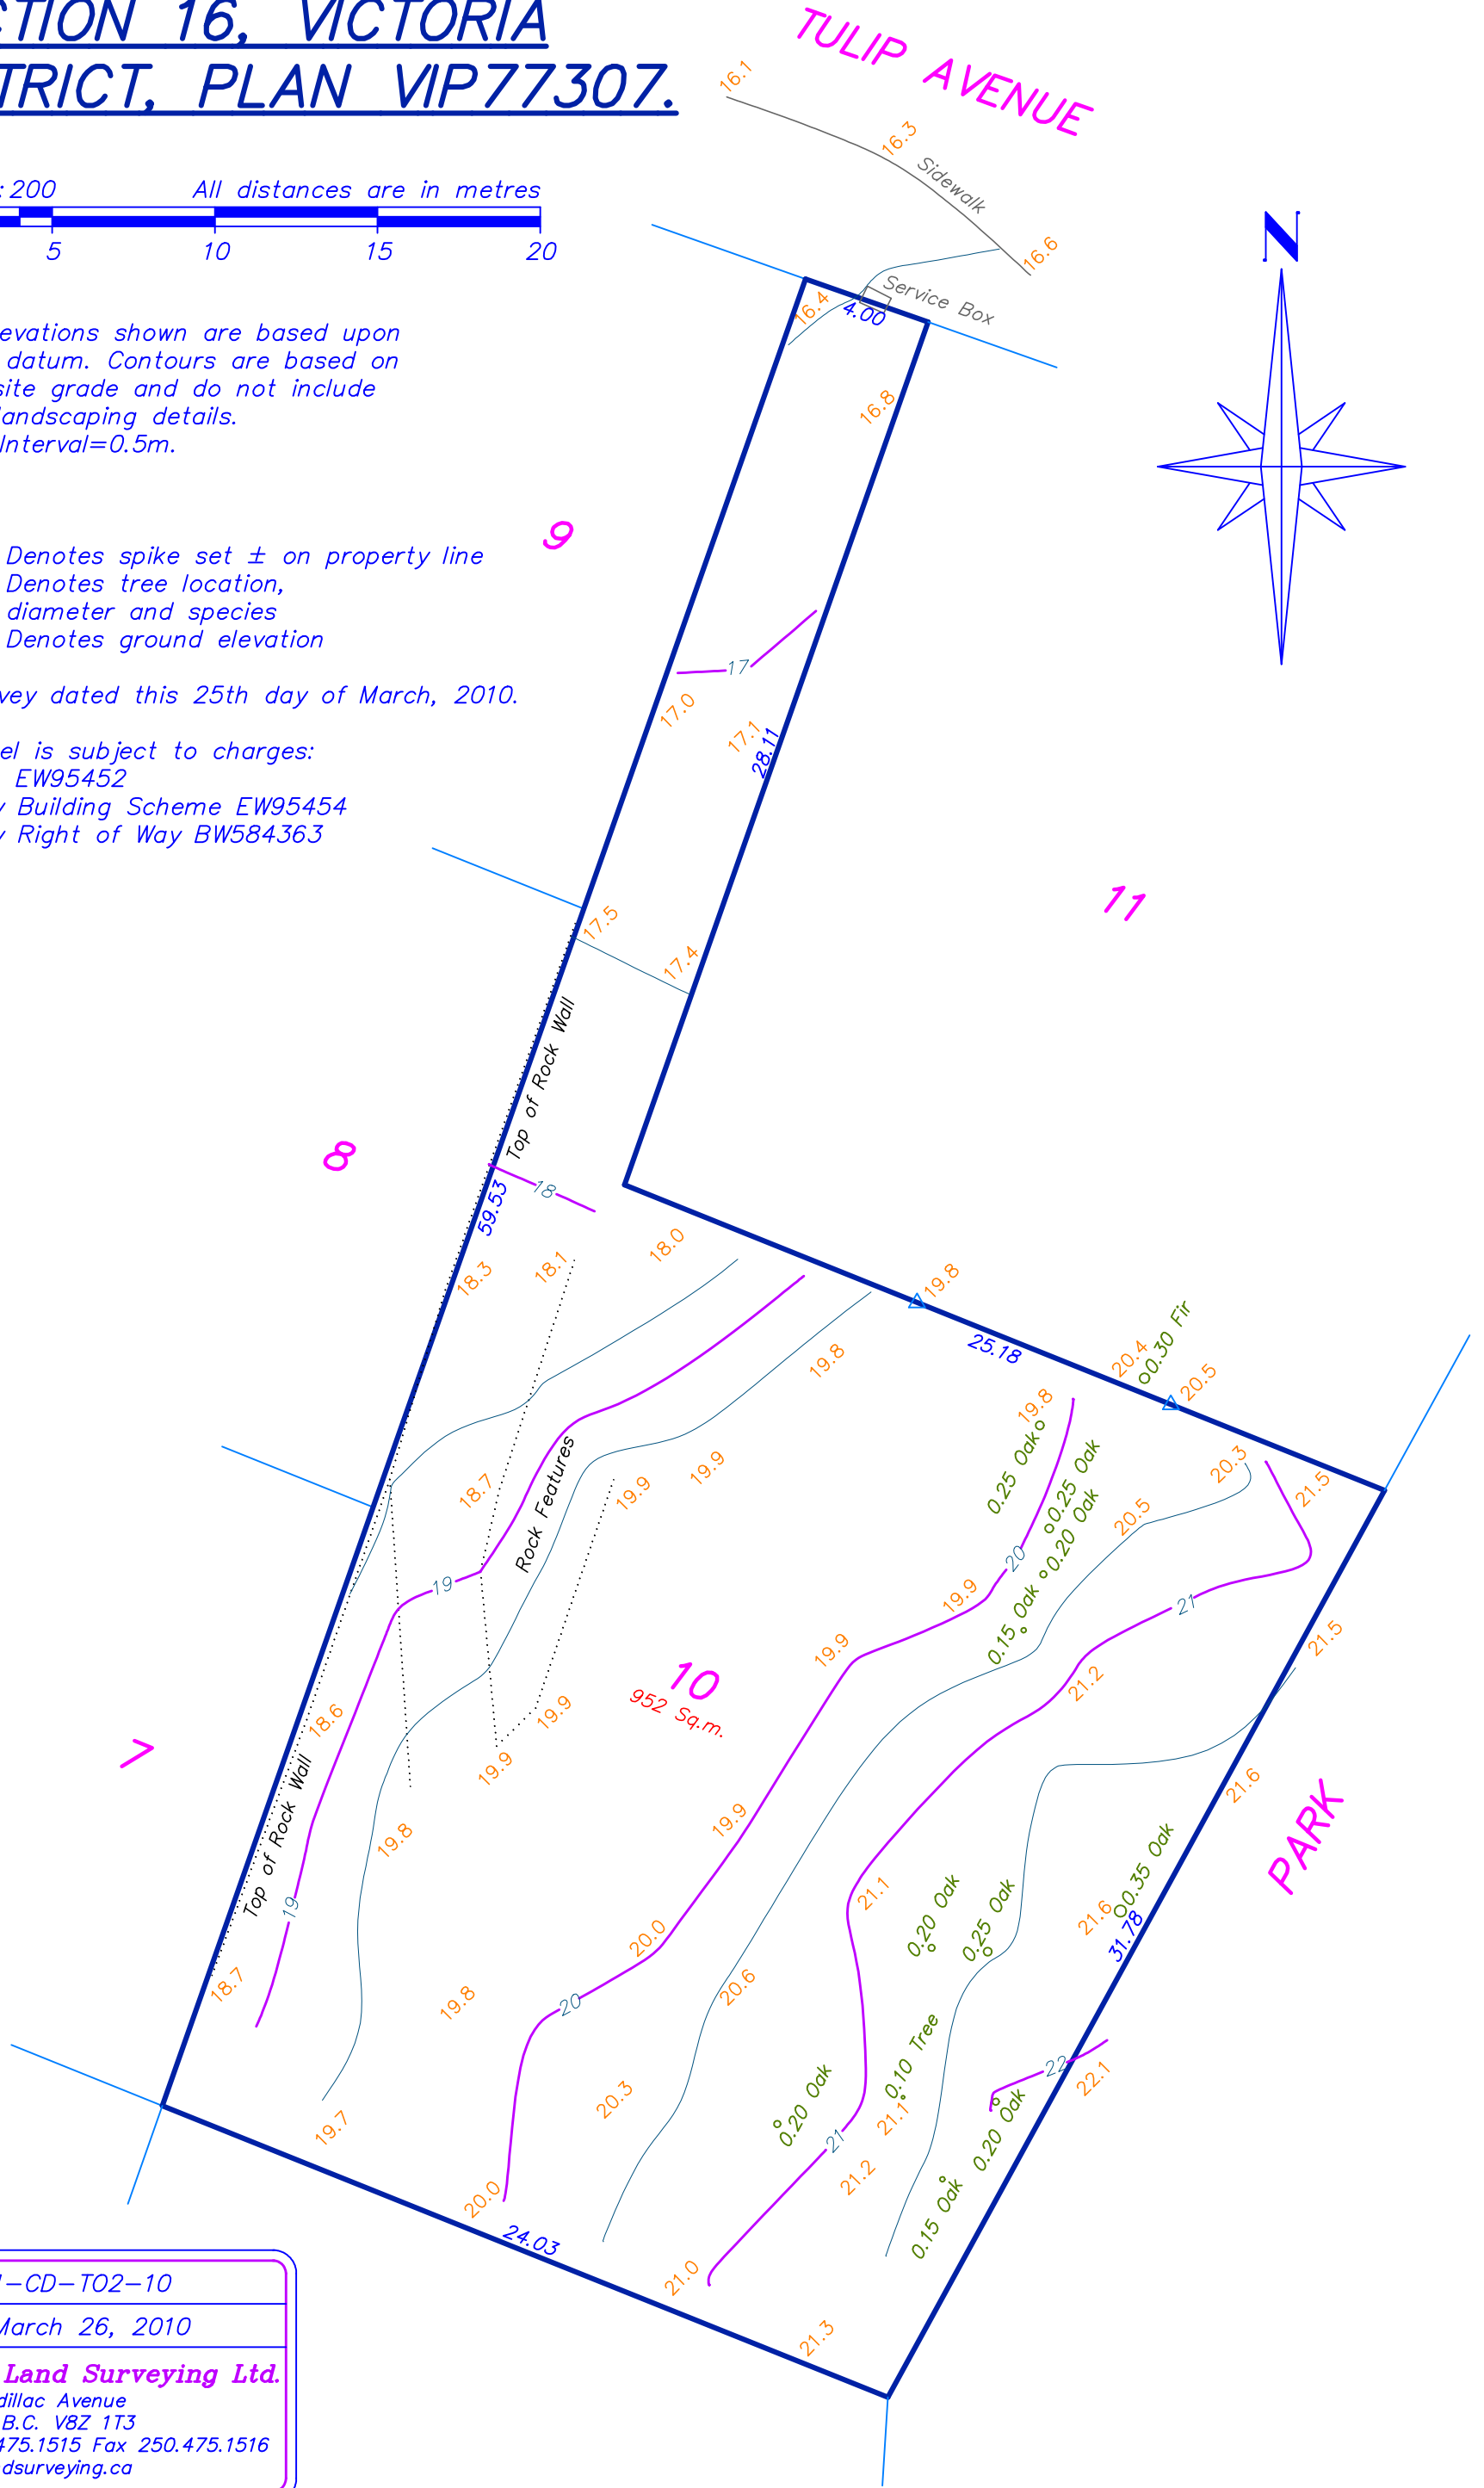 CTION 16, VICTORIA
TRICT, PLAN VIP77307.
:200 All distances are in metres
5 10 15 20
evations shown are based upon
datum. Contours are based on
site grade and do not include
landscaping details.
Interval=0.5m.
Denotes spike set ± on property line
Denotes tree location,
diameter and species
Denotes ground elevation
vey dated this 25th day of March, 2010.
el is subject to charges:
EW95452
y Building Scheme EW95454
y Right of Way BW584363
TULIP AVENUE
16.1
16.3
Sidewalk
16.6
N
Service Box
16.4
4.00
16.8
9
17
17.0
17.1
28.11
11
17.5
17.4
Top of Rock Wall
8
18
59.53
18.0
18.1
18.3
19.8
25.18
20.4
0.30 Fir
20.5
19.8
19.8
0.25 Oak
0.25 Oak
0.20 Oak
20.3
21.5
18.7
Rock Features
19.9
19.9
20.5
19
20
19.9
0.15 Oak
21
21.5
19.9
10
952 Sq.m.
21.2
18.6
19.9
7
Top of Rock Wall
19.9
21.6
PARK
19.8
19.9
19
21.1
0.20 Oak
0.25 Oak
21.6
0.35 Oak
31.78
20.0
18.7
19.8
20
20.6
0.10 Tree
22
22.1
20.3
0.20 Oak
21.1
0.20 Oak
19.7
21
21.2
0.15 Oak
20.0
24.03
21.0
21.3
1-CD-TO2-10
March 26, 2010
Land Surveying Ltd.
dillac Avenue
B.C. V8Z 1T3
475.1515 Fax 250.475.1516
dsurveying.ca